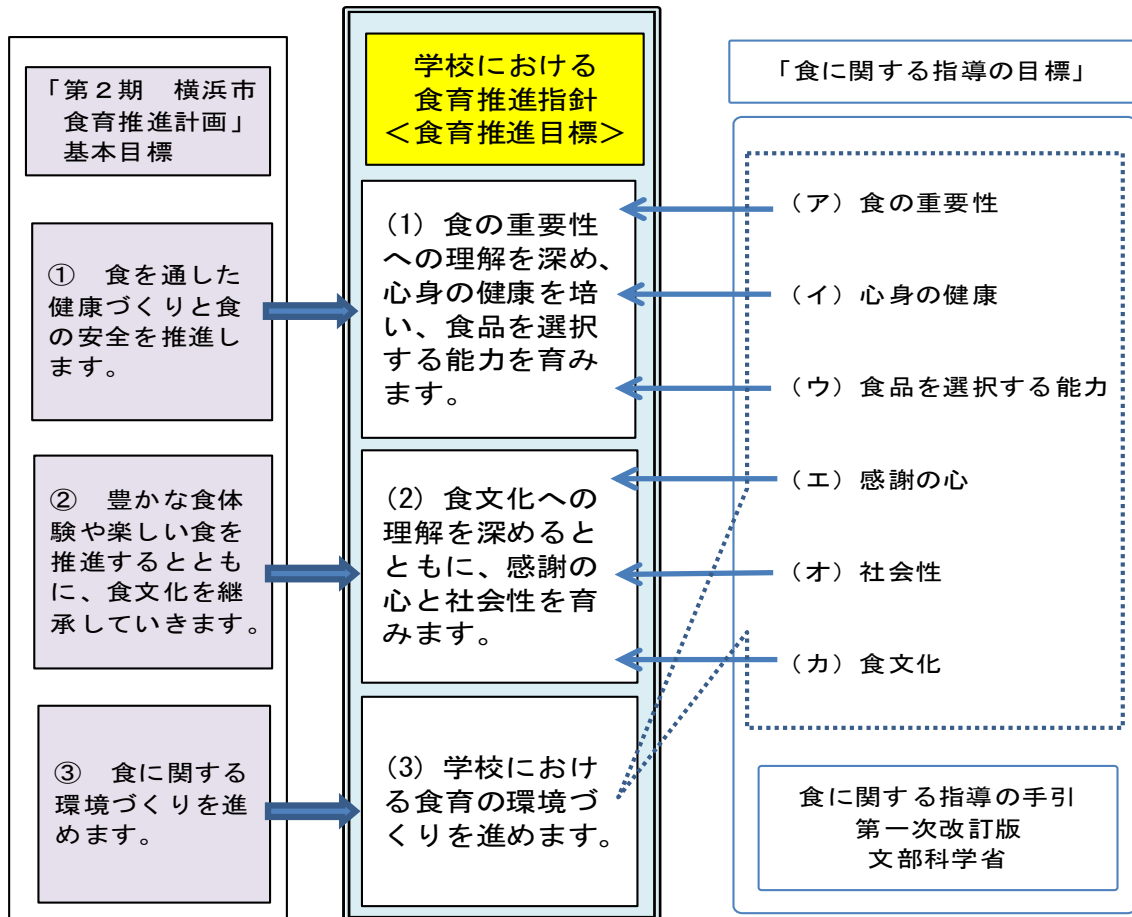 「第２期　横浜市
食育推進計画」
基本目標
①　食を通した
健康づくりと食
の安全を推進し
ます。
②　豊かな食体
験や楽しい食を
推進するととも
に、食文化を継
承していきます。
③　食に関する
環境づくりを進
めます。
学校における
食育推進指針
＜食育推進目標＞
(1) 食の重要性
への理解を深め、
心身の健康を培
い、食品を選択
する能力を育み
ます。
(2) 食文化への
理解を深めると
ともに、感謝の
心と社会性を育
みます。
(3) 学校におけ
る食育の環境づ
くりを進めます。
「食に関する指導の目標」
（ア）食の重要性
（イ）心身の健康
（ウ）食品を選択する能力
（エ）感謝の心
（オ）社会性
（カ）食文化
食に関する指導の手引
第一次改訂版
文部科学省